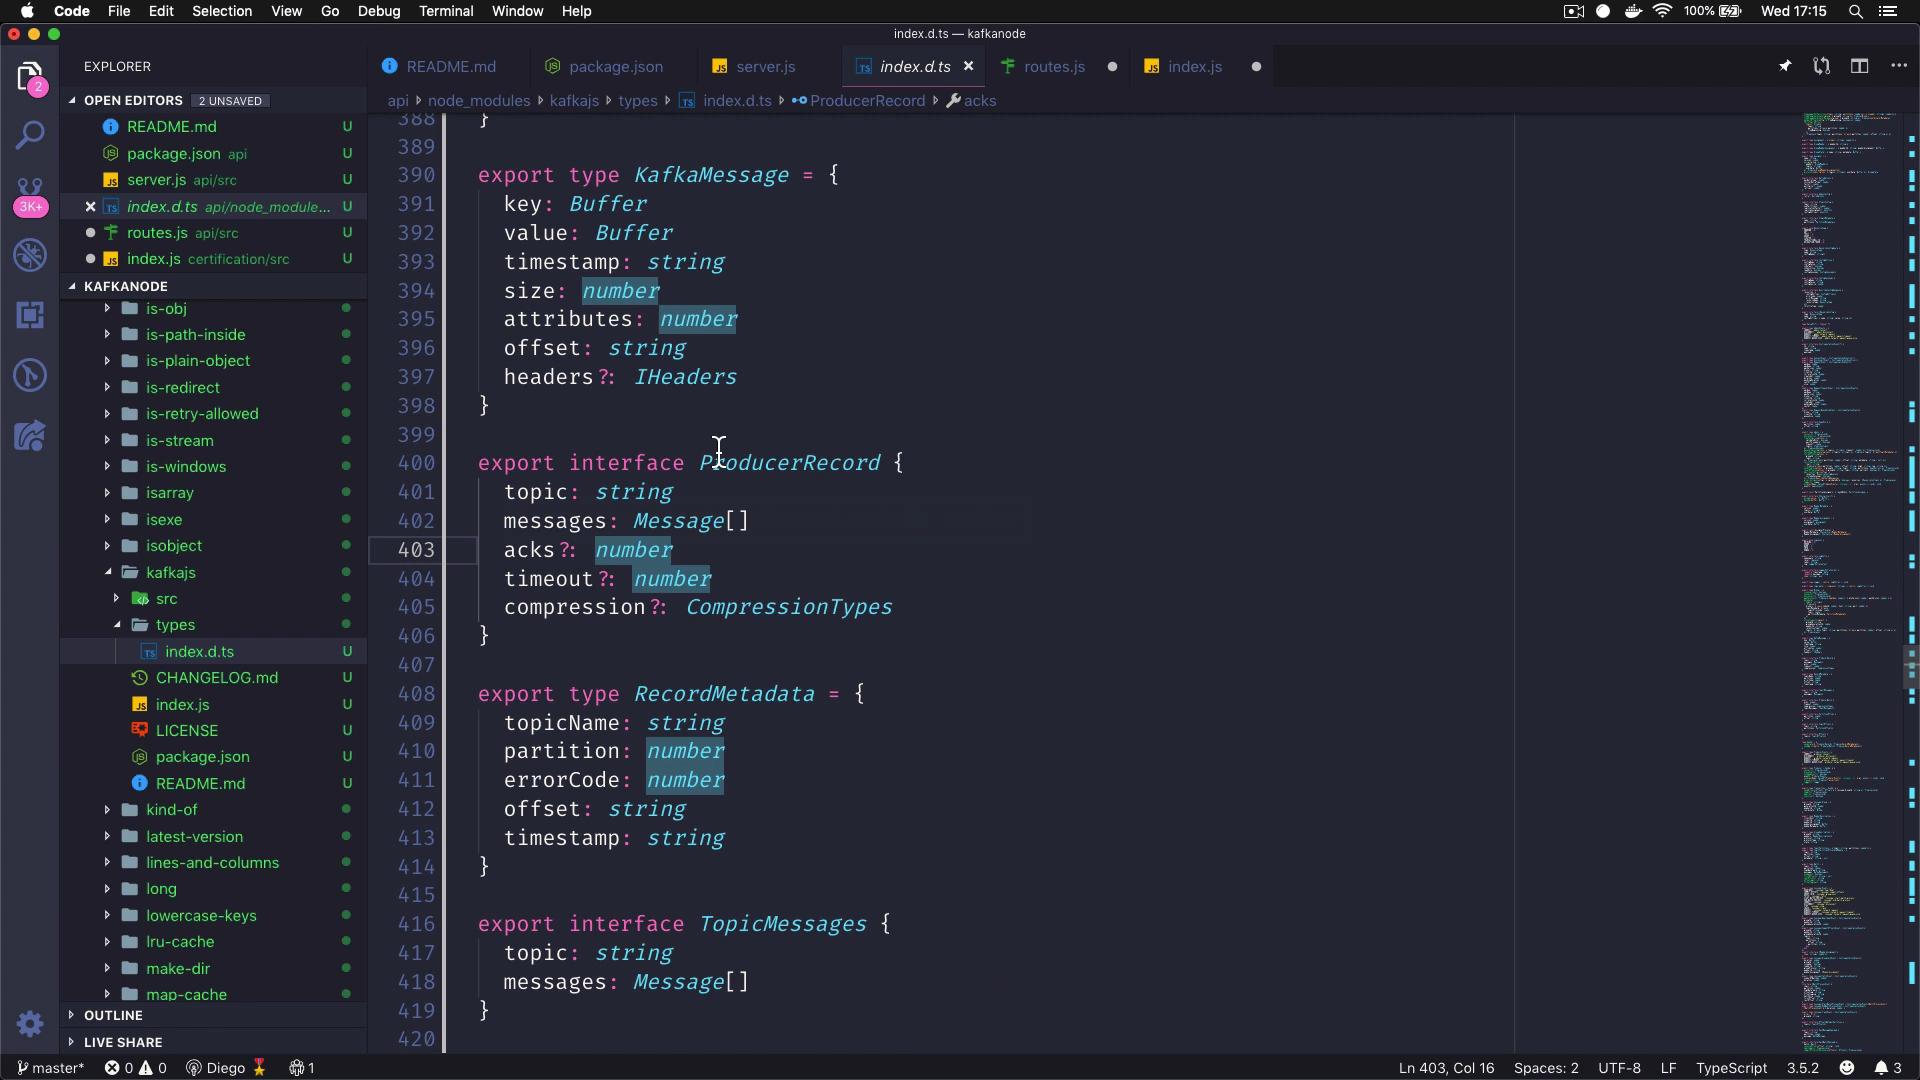 Code File Edit Selection View Go Debug Terminal Window Help 100% Wed 17:15
index.d.ts — kafkanode
EXPLORER
README.md package.json server.js index.d.ts routes.js index.js
OPEN EDITORS 2 UNSAVED
api node_modules kafkajs types index.d.ts ProducerRecord acks
2
README.md U
package.json api U
server.js api/src U
3K+
index.d.ts api/node_module... U
routes.js api/src U
index.js certification/src U
KAFKANODE
is-obj
is-path-inside
is-plain-object
is-redirect
is-retry-allowed
is-stream
is-windows
isarray
isexe
isobject
kafkajs
src
types
index.d.ts U
CHANGELOG.md U
index.js U
LICENSE U
package.json U
README.md U
kind-of
latest-version
lines-and-columns
long
lowercase-keys
lru-cache
make-dir
map-cache
OUTLINE
LIVE SHARE
388 }
389
390 export type KafkaMessage = {
391 key: Buffer
392 value: Buffer
393 timestamp: string
394 size: number
395 attributes: number
396 offset: string
397 headers?: IHeaders
398 }
399
400 export interface ProducerRecord {
401 topic: string
402 messages: Message[]
403 acks?: number
404 timeout?: number
405 compression?: CompressionTypes
406 }
407
408 export type RecordMetadata = {
409 topicName: string
410 partition: number
411 errorCode: number
412 offset: string
413 timestamp: string
414 }
415
416 export interface TopicMessages {
417 topic: string
418 messages: Message[]
419 }
420
master* 0 0 Diego 1 Ln 403, Col 16 Spaces: 2 UTF-8 LF TypeScript 3.5.2 3